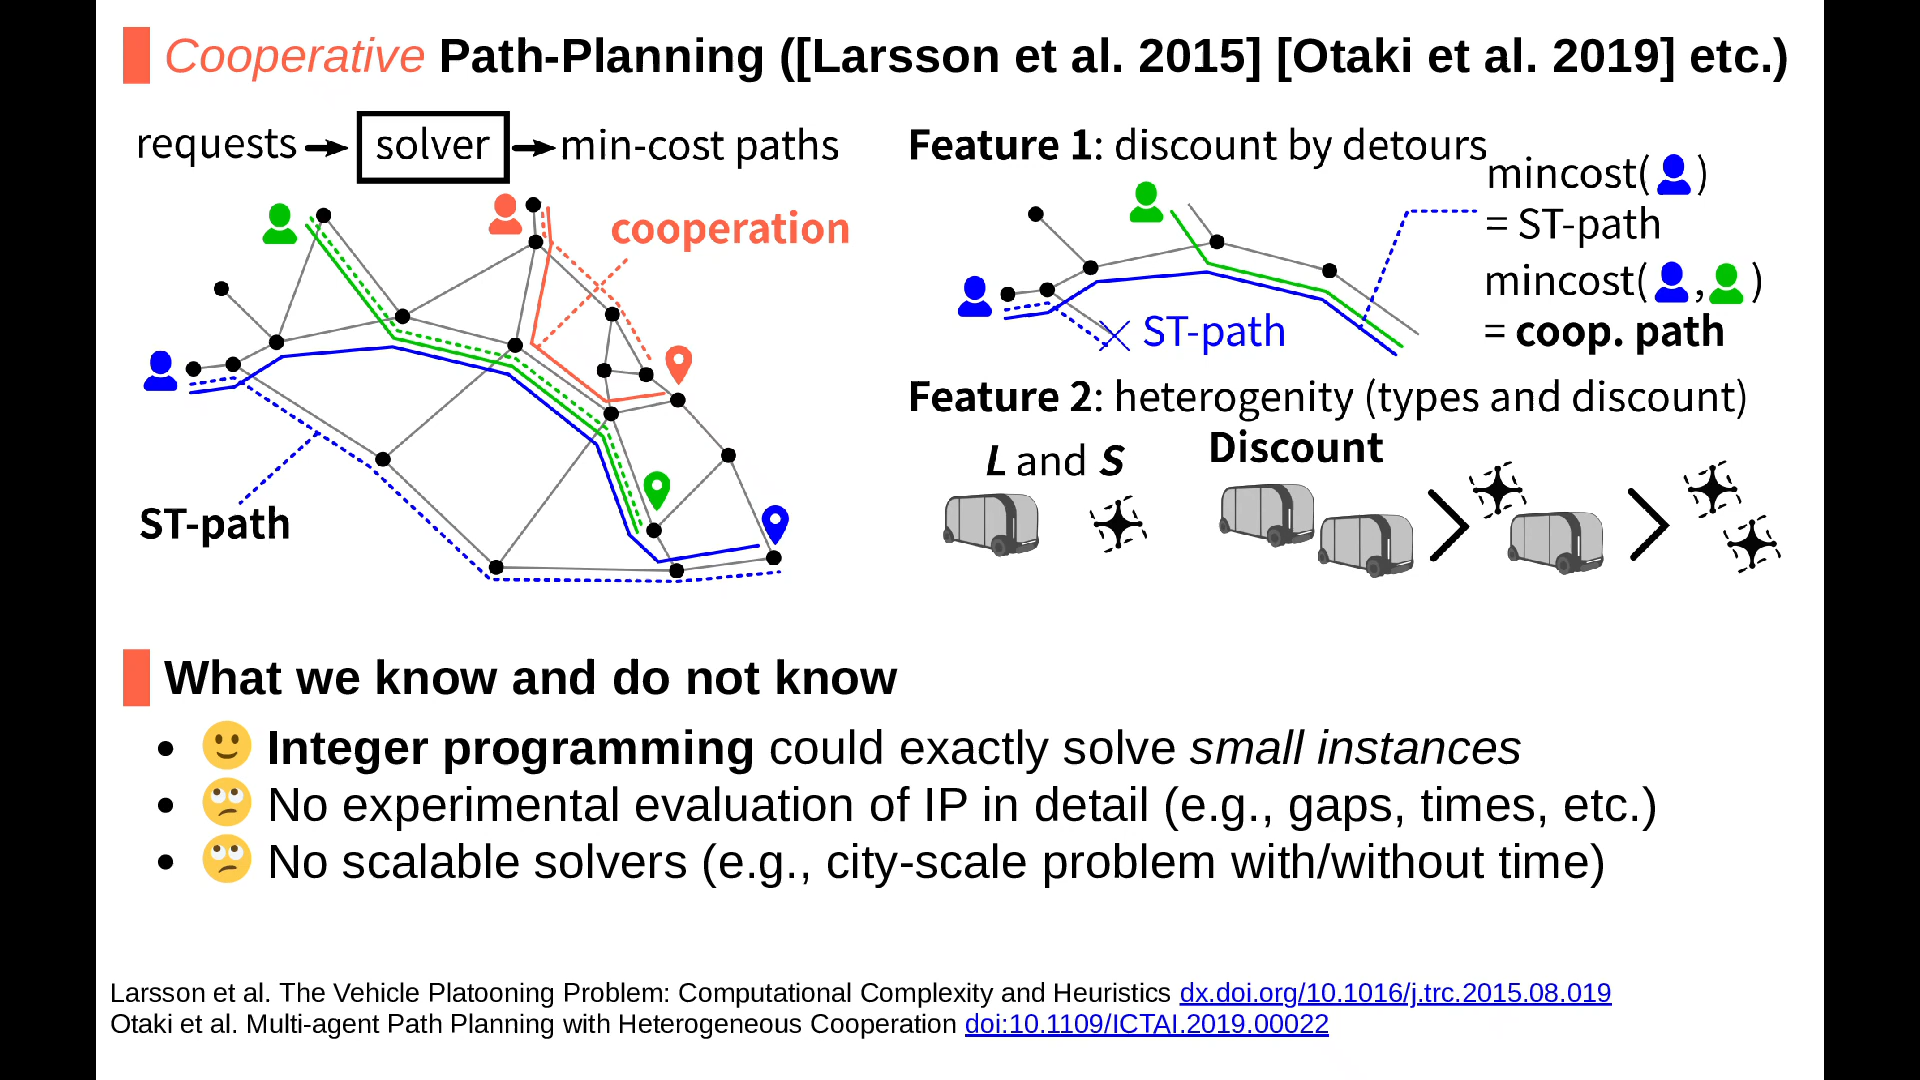 Cooperative Path-Planning ([Larsson et al. 2015] [Otaki et al. 2019] etc.)
requests solver min-cost paths
cooperation
ST-path
Feature 1: discount by detours
mincost( )
= ST-path
mincost( , )
= coop. path
ST-path
Feature 2: heterogenity (types and discount)
L and S
Discount
What we know and do not know
• Integer programming could exactly solve small instances
• No experimental evaluation of IP in detail (e.g., gaps, times, etc.)
• No scalable solvers (e.g., city-scale problem with/without time)
Larsson et al. The Vehicle Platooning Problem: Computational Complexity and Heuristics dx.doi.org/10.1016/j.trc.2015.08.019
Otaki et al. Multi-agent Path Planning with Heterogeneous Cooperation doi:10.1109/ICTAI.2019.00022